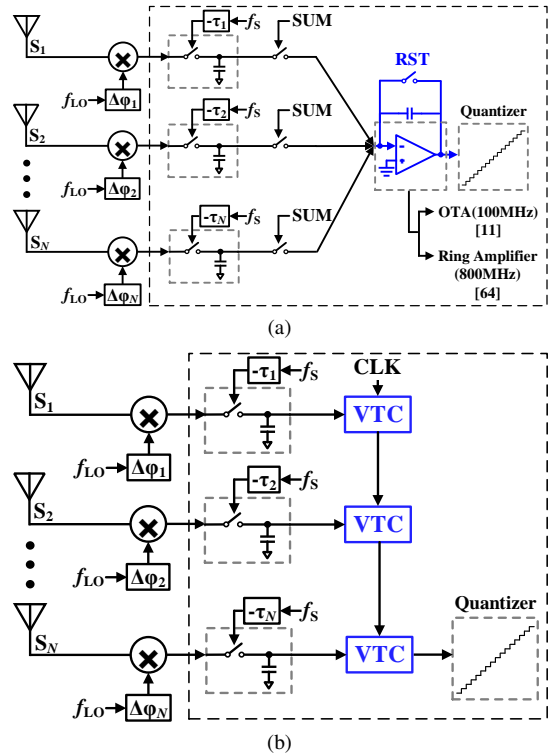 S1
-τ1
fS
SUM
fLO
Δφ1
RST
S2
-τ2
fS
SUM
fLO
Δφ2
Quantizer
SN
-τN
fS
SUM
fLO
ΔφN
OTA(100MHz)
[11]
Ring Amplifier
(800MHz)
[64]
(a)
S1
-τ1
fS
CLK
VTC
fLO
Δφ1
S2
-τ2
fS
VTC
fLO
Δφ2
SN
-τN
fS
VTC
Quantizer
fLO
ΔφN
(b)